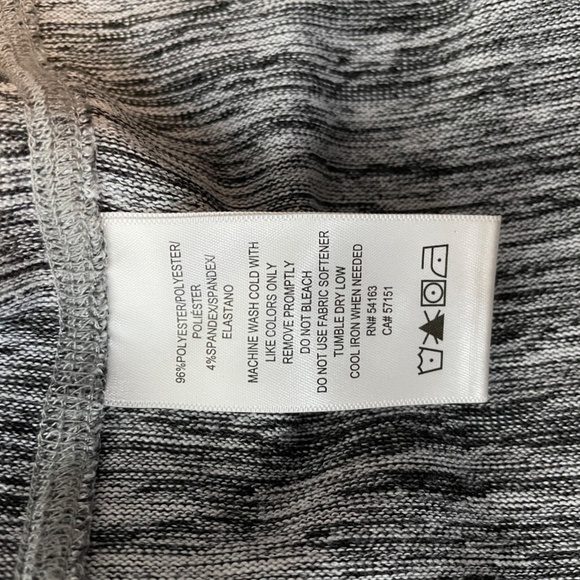 96%POLYESTER/POLYESTER/
POLIESTER
4%SPANDEX/SPANDEX/
ELASTANO
MACHINE WASH COLD WITH
LIKE COLORS ONLY
REMOVE PROMPTLY
DO NOT BLEACH
DO NOT USE FABRIC SOFTENER
TUMBLE DRY LOW
COOL IRON WHEN NEEDED
RN# 54163
CA# 57151